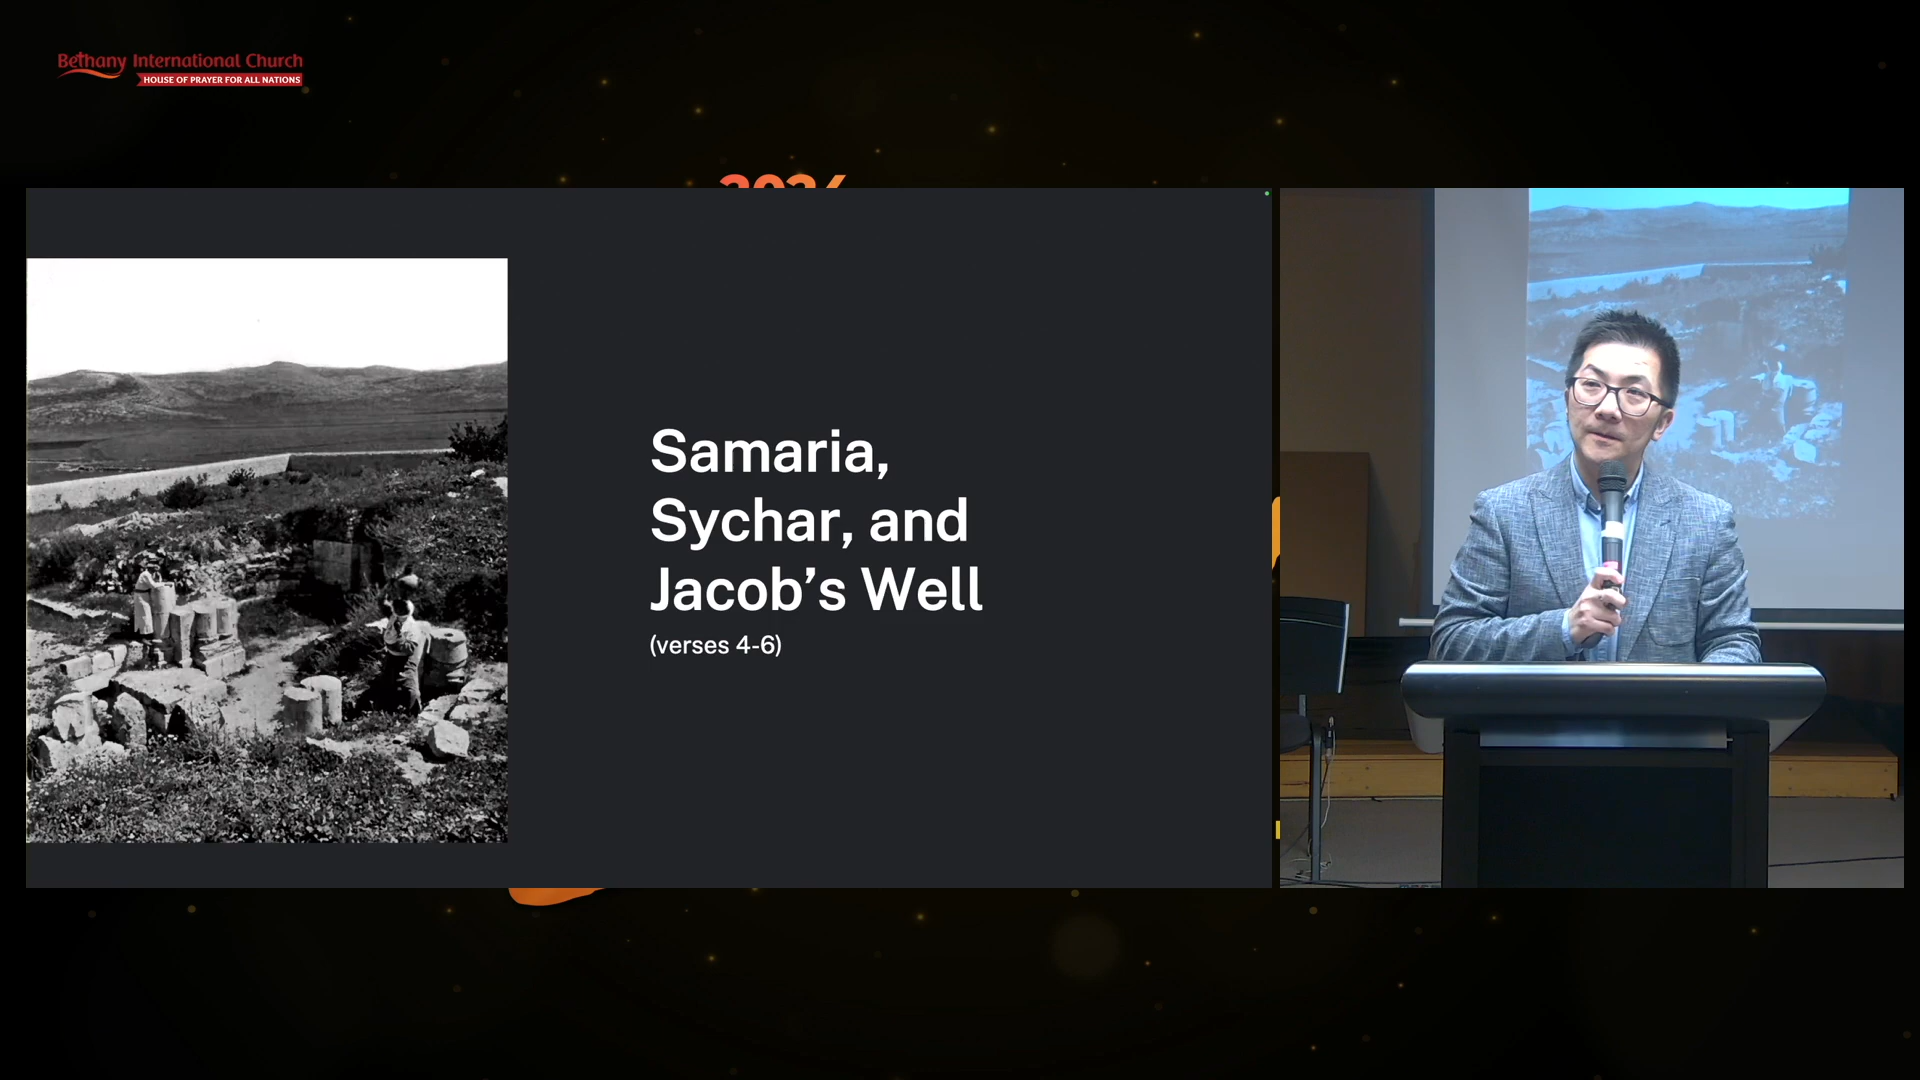 Bethany International Church
HOUSE OF PRAYER FOR ALL NATIONS
Samaria,
Sychar, and
Jacob's Well
(verses 4-6)